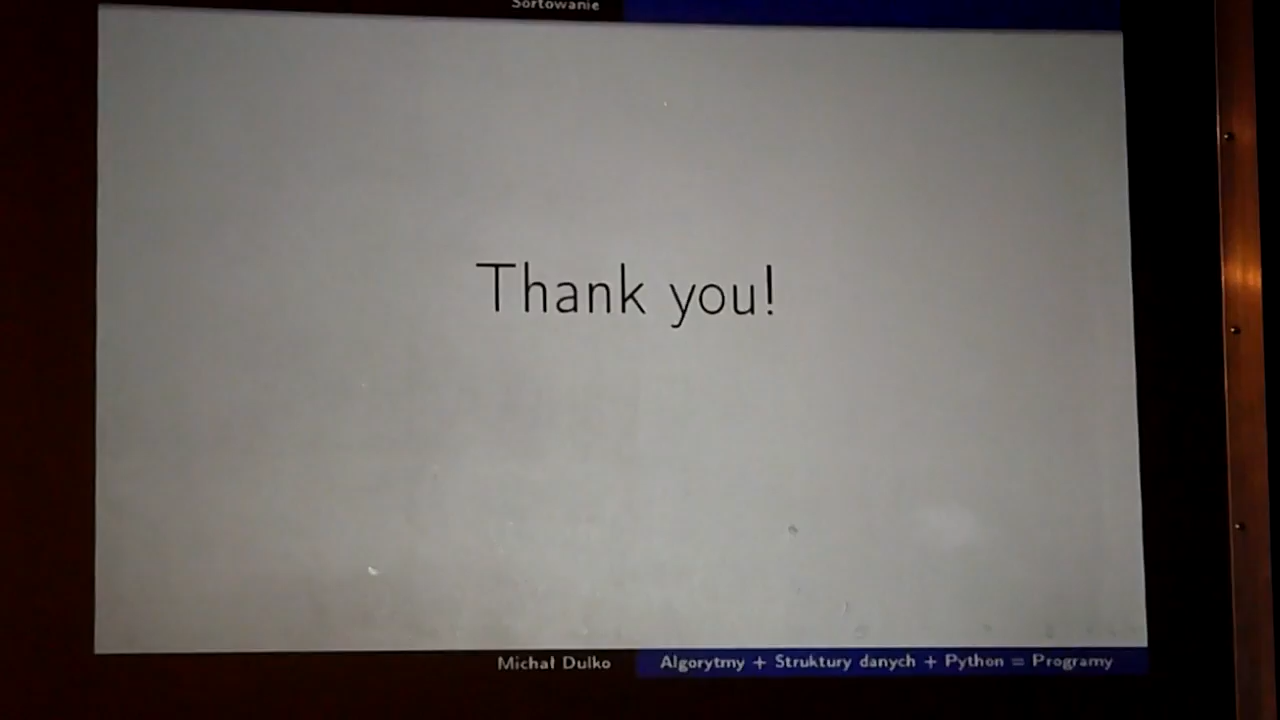 Sortowanie
Thank you!
Michał Dulko
Algorytmy + Struktury danych + Python = Programy